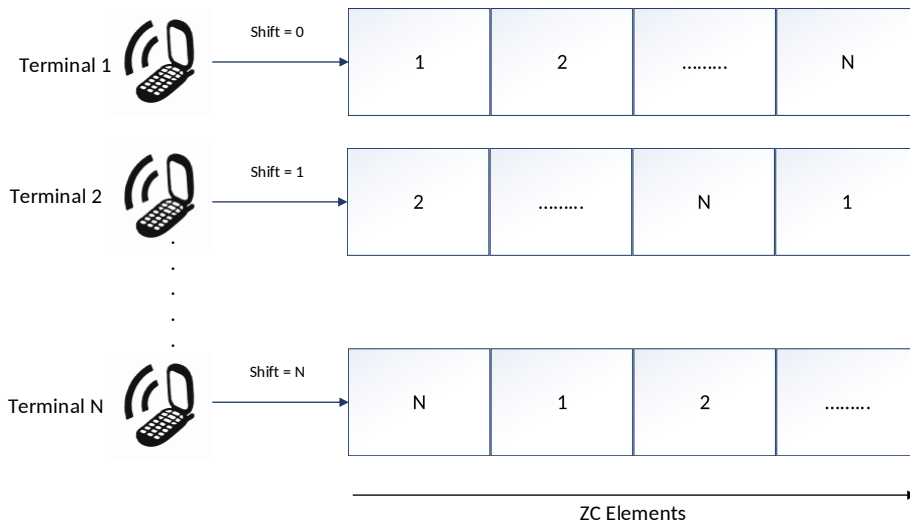 Terminal 1
Shift = 0
1 2 ……… N
Terminal 2
Shift = 1
2 ……… N 1
Terminal N
Shift = N
N 1 2 ………
ZC Elements